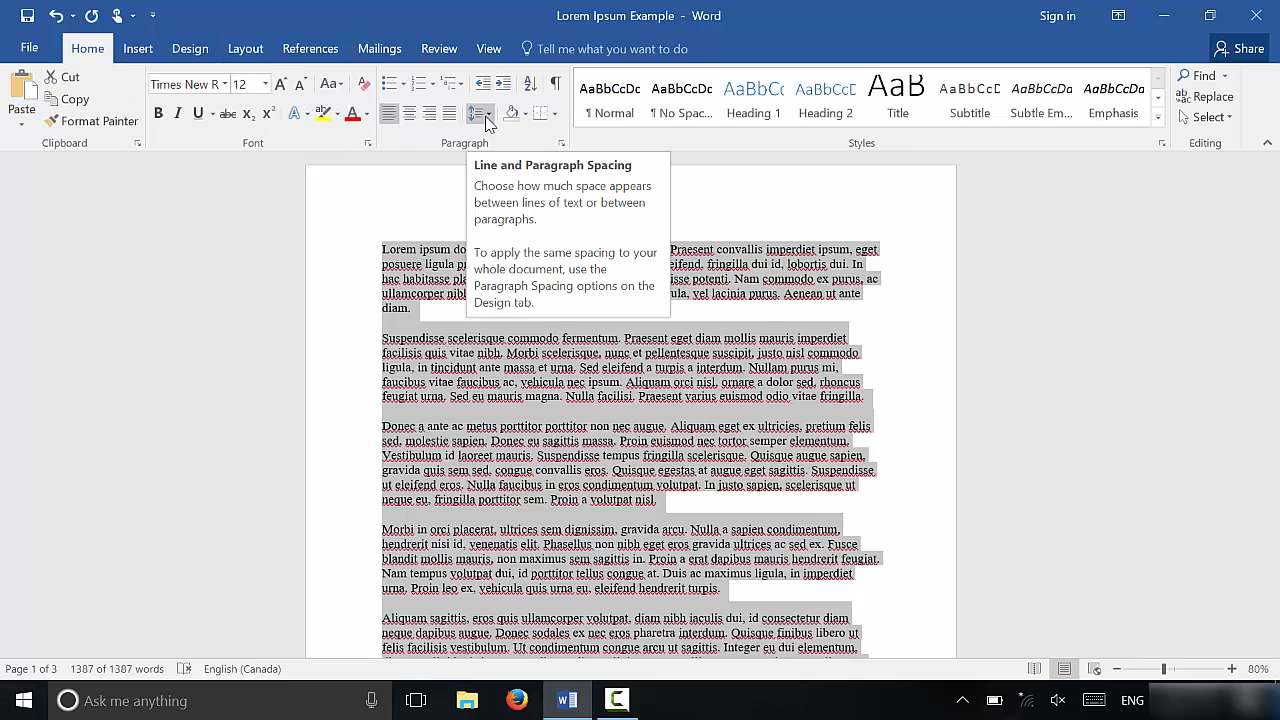 Lorem Ipsum Example - Word
Sign in
File Home Insert Design Layout References Mailings Review View Tell me what you want to do Share
Paste
Cut
Copy
Format Painter
Clipboard
Times New R 12
Aa
B I U abc X₂ X² A A
Font
Paragraph
AaBbCcDc AaBbCcDc AaBbCc AaBbCcC AaB AaBbCcD AaBbCcDc AaBbCcDc
¶ Normal ¶ No Spac... Heading 1 Heading 2 Title Subtitle Subtle Em... Emphasis
Styles
Find
Replace
Select
Editing
Line and Paragraph Spacing
Choose how much space appears
between lines of text or between
paragraphs.
To apply the same spacing to your
whole document, use the
Paragraph Spacing options on the
Design tab.
Lorem ipsum do Praesent convallis imperdiet ipsum, eget
posuere ligula eifend, fringilla dui id, lobortis dui. In
hac habitasse isse potenti. Nam commodo ex purus, ac
ullamcorper nibh ula, vel lacinia purus. Aenean ut ante
diam.
Suspendisse scelerisque commodo fermentum. Praesent eget diam mollis mauris imperdiet
facilisis quis vitae nibh. Morbi scelerisque, nunc et pellentesque suscipit, justo nisl commodo
ligula, in tincidunt ante massa et urna. Sed eleifend a turpis a interdum. Nullam purus mi,
faucibus vitae faucibus ac, vehicula nec ipsum. Aliquam orci nisl, ornare a dolor sed, rhoncus
feugiat urna. Sed eu mauris magna. Nulla facilisi. Praesent varius euismod odio vitae fringilla.
Donec a ante ac metus porttitor porttitor non nec augue. Aliquam eget ex ultricies, pretium felis
sed, molestie sapien. Donec eu sagittis massa. Proin euismod nec tortor semper elementum.
Vestibulum id laoreet mauris. Suspendisse tempus fringilla scelerisque. Quisque augue sapien,
gravida quis sem sed, congue convallis eros. Quisque egestas at augue eget sagittis. Suspendisse
ut eleifend eros. Nulla faucibus in eros condimentum volutpat. In justo sapien, scelerisque ut
neque eu, fringilla porttitor sem. Proin a volutpat nisl.
Morbi in orci placerat, ultrices sem dignissim, gravida arcu. Nulla a sapien condimentum,
hendrerit nisi id, venenatis elit. Phasellus non nibh eget eros gravida ultrices ac sed ex. Fusce
blandit mollis mauris, non maximus sem sagittis in. Proin a erat dapibus mauris hendrerit feugiat.
Nam tempus volutpat dui, id porttitor tellus congue at. Duis ac maximus ligula, in imperdiet
urna. Proin leo ex, vehicula quis urna eu, eleifend hendrerit turpis.
Aliquam sagittis, eros quis ullamcorper volutpat, diam nibh iaculis dui, id consectetur diam
neque dapibus augue. Donec sodales ex nec eros pharetra interdum. Quisque finibus libero ut
felis facilisis vestibulum. Ut condimentum congue arcu ut sagittis. Integer eu dui elementum,
Page 1 of 3 1387 of 1387 words English (Canada) 80%
Ask me anything ENG